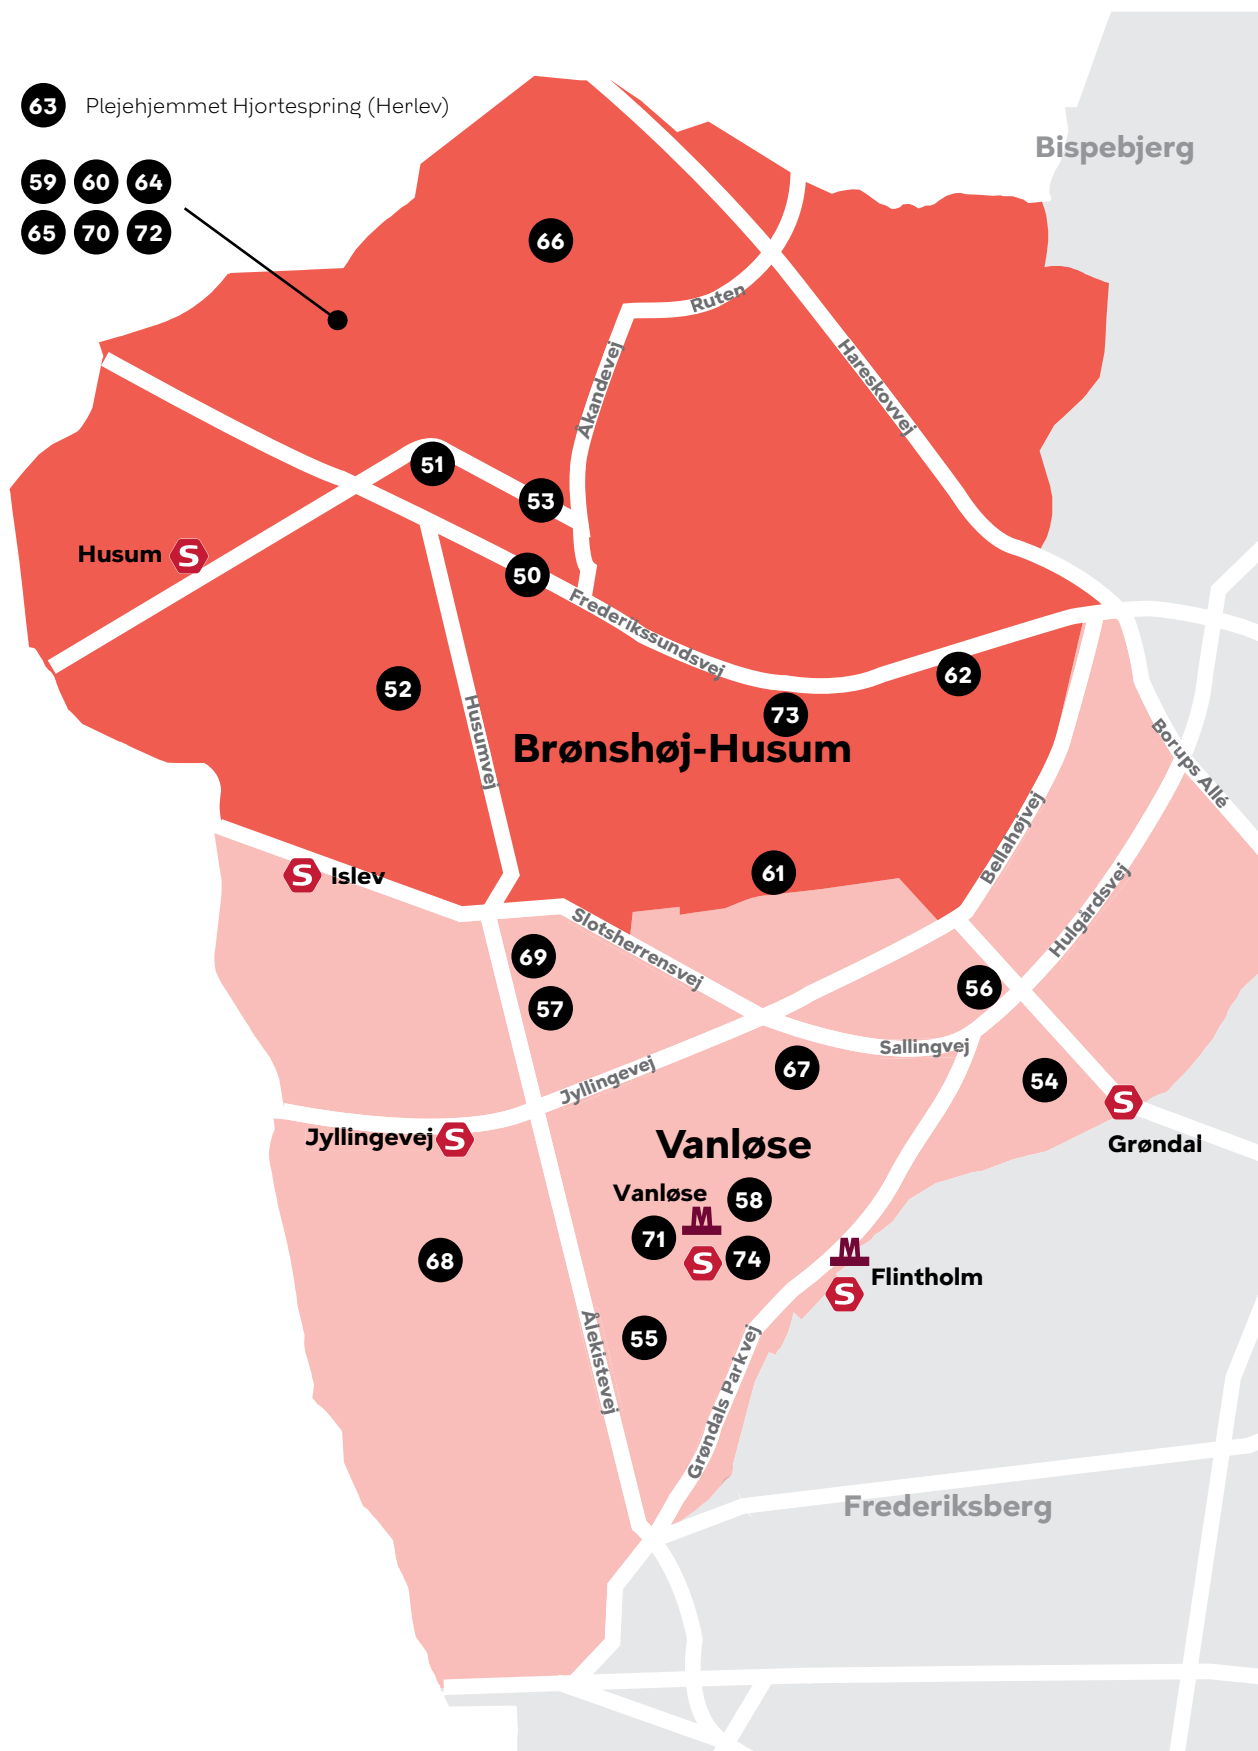 63 Plejehjemmet Hjortespring (Herlev)
Bispebjerg
59 60 64
65 70 72
66
Ruten
Hareskovvej
Åkandevej
51
53
Husum S
50
Frederikssundsvej
52
62
Husumvej
73
Brønshøj-Husum
Borups Allé
Bellahøjvej
S Islev
61
Hulgårdsvej
Slotsherrensvej
69
56
57
Sallingvej
67
Jyllingevej
54
S
Jyllingevej S
Vanløse
Grøndal
Vanløse
58
M
71
M
68
S
74
Flintholm
S
55
Ålekistevej
Grøndals Parkvej
Frederiksberg